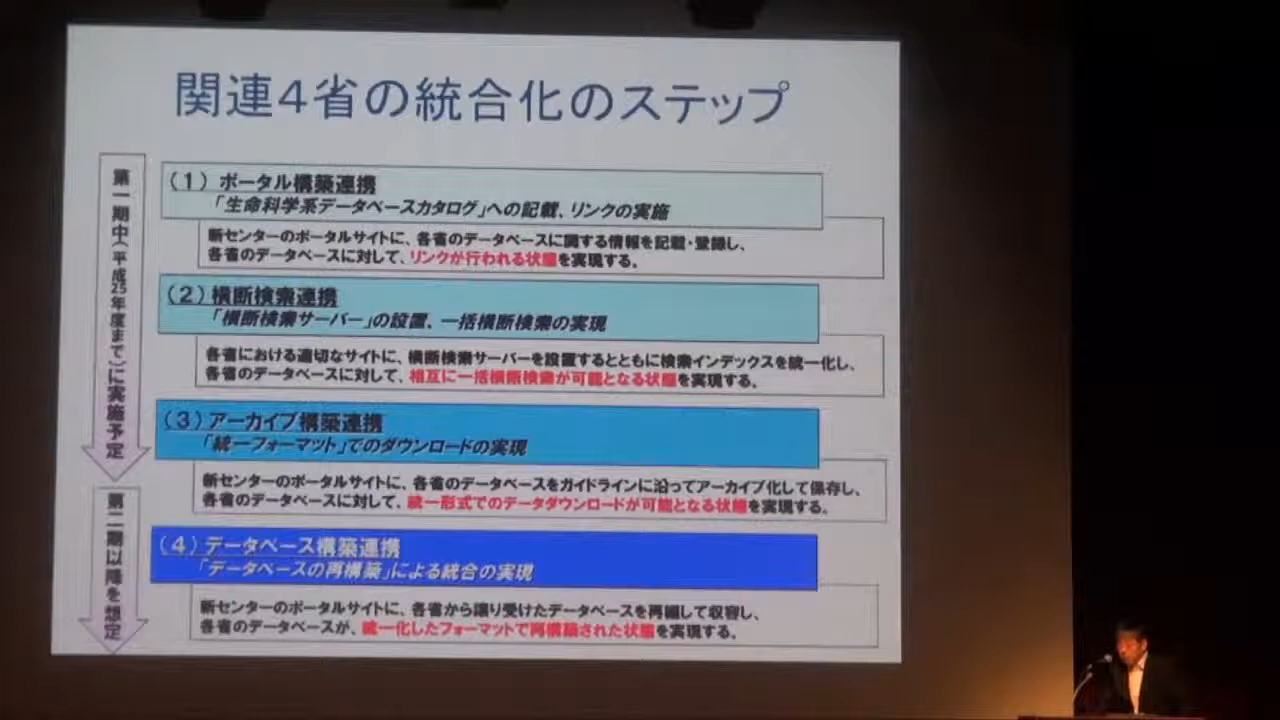 関連4省の統合化のステップ
第一期中(平成25年度まで)に実施予定
(1)ポータル構築連携
「生命科学系データベースカタログ」への記載、リンクの実施
新センターのポータルサイトに、各省のデータベースに関する情報を記載・登録し、
各省のデータベースに対して、リンクが行われる状態を実現する。
(2)横断検索連携
「横断検索サーバー」の設置、一括横断検索の実現
各省における適切なサイトに、横断検索サーバーを設置するとともに検索インデックスを統一化し、
各省のデータベースに対して、相互に一括横断検索が可能となる状態を実現する。
(3)アーカイブ構築連携
「統一フォーマット」でのダウンロードの実現
新センターのポータルサイトに、各省のデータベースをガイドラインに沿ってアーカイブ化して保存し、
各省のデータベースに対して、統一形式でのデータダウンロードが可能となる状態を実現する。
第二期以降を想定
(4)データベース構築連携
「データベースの再構築」による統合の実現
新センターのポータルサイトに、各省から譲り受けたデータベースを再編して収容し、
各省のデータベースが、統一化したフォーマットで再構築された状態を実現する。